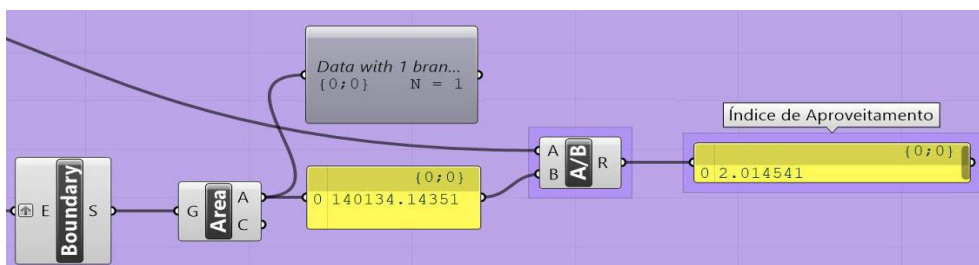 Data with 1 bran...
{0;0} N = 1
Índice de Aproveitamento
{0;0}
0 2.014541
A
B
A/B
R
{0;0}
0 140134.14351
E
Boundary
S
G
Area
A
C